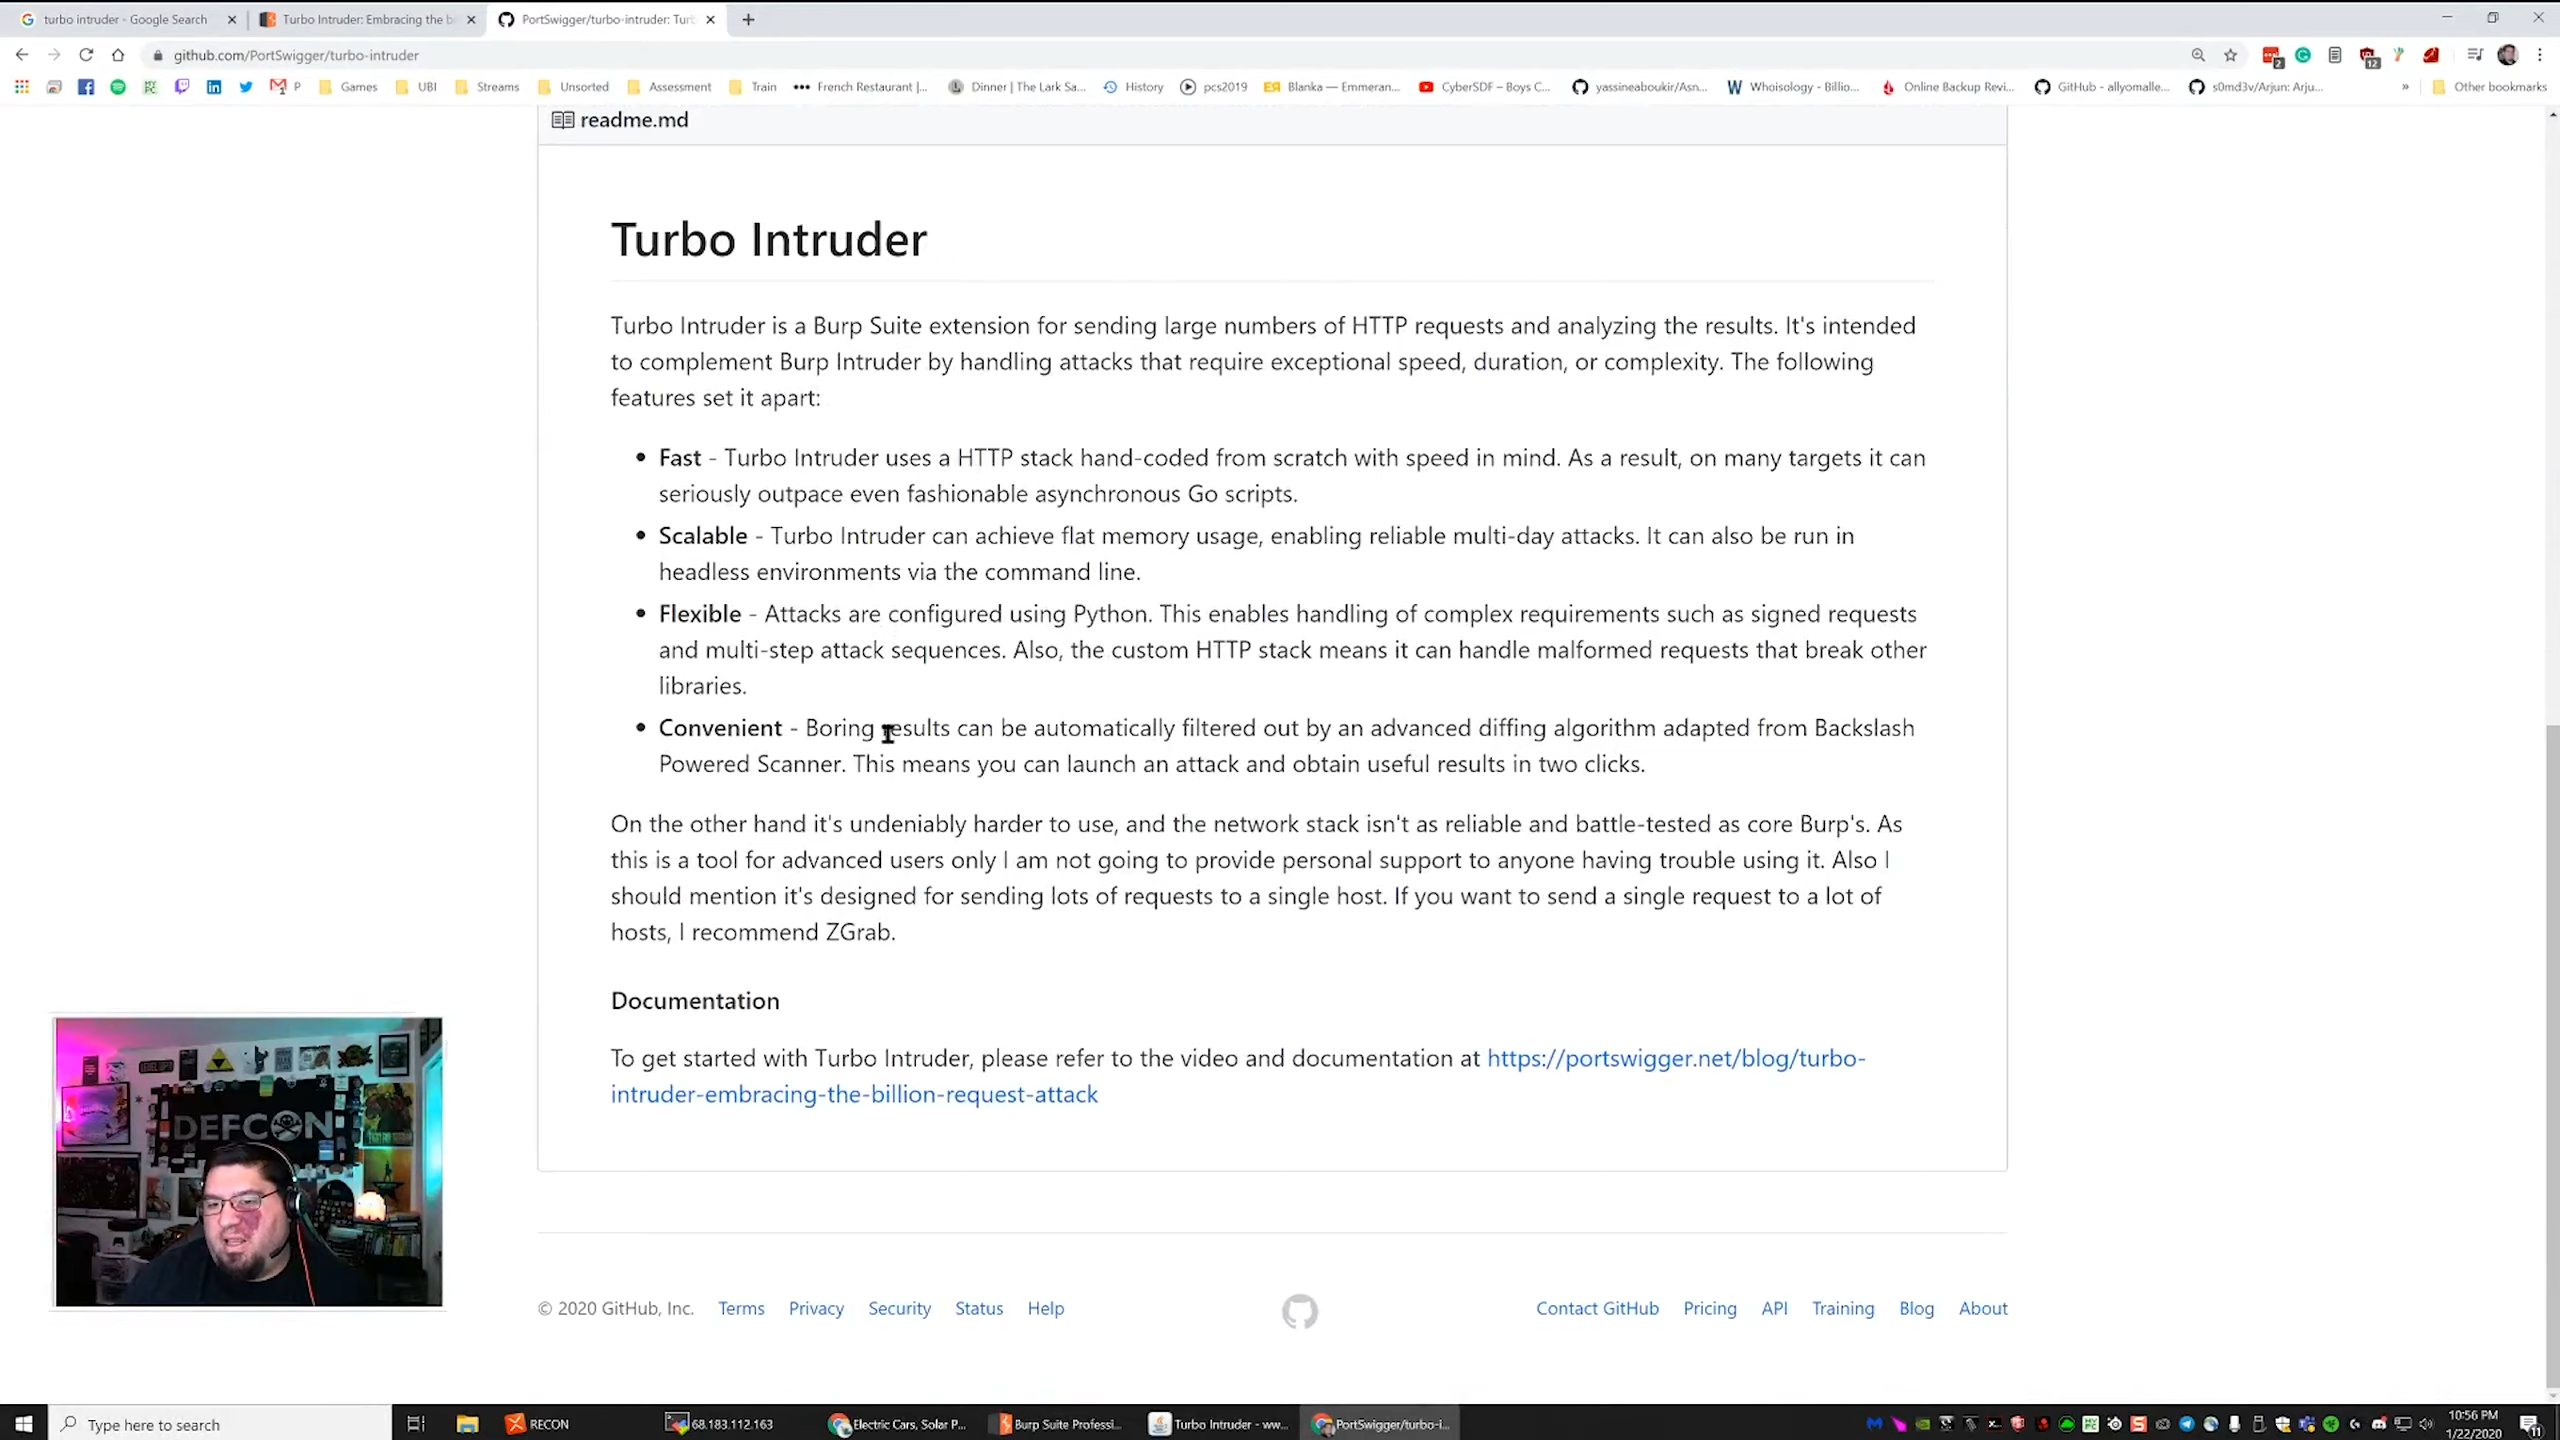 turbo intruder - Google Search
Turbo Intruder: Embracing the b
PortSwigger/turbo-intruder: Tur
github.com/PortSwigger/turbo-intruder
2
12
P
Games
UBI
Streams
Unsorted
Assessment
Train
French Restaurant |...
Dinner | The Lark Sa...
History
pcs2019
Blanka — Emmeran...
CyberSDF – Boys C...
yassineaboukir/Asn...
Whoisology - Billio...
Online Backup Revi...
GitHub - allyomalle...
s0md3v/Arjun: Arju...
»
Other bookmarks
readme.md
Turbo Intruder
Turbo Intruder is a Burp Suite extension for sending large numbers of HTTP requests and analyzing the results. It's intended
to complement Burp Intruder by handling attacks that require exceptional speed, duration, or complexity. The following
features set it apart:
• Fast - Turbo Intruder uses a HTTP stack hand-coded from scratch with speed in mind. As a result, on many targets it can
seriously outpace even fashionable asynchronous Go scripts.
• Scalable - Turbo Intruder can achieve flat memory usage, enabling reliable multi-day attacks. It can also be run in
headless environments via the command line.
• Flexible - Attacks are configured using Python. This enables handling of complex requirements such as signed requests
and multi-step attack sequences. Also, the custom HTTP stack means it can handle malformed requests that break other
libraries.
• Convenient - Boring results can be automatically filtered out by an advanced diffing algorithm adapted from Backslash
Powered Scanner. This means you can launch an attack and obtain useful results in two clicks.
On the other hand it's undeniably harder to use, and the network stack isn't as reliable and battle-tested as core Burp's. As
this is a tool for advanced users only I am not going to provide personal support to anyone having trouble using it. Also I
should mention it's designed for sending lots of requests to a single host. If you want to send a single request to a lot of
hosts, I recommend ZGrab.
Documentation
To get started with Turbo Intruder, please refer to the video and documentation at https://portswigger.net/blog/turbo-
intruder-embracing-the-billion-request-attack
DEFCON
© 2020 GitHub, Inc.
Terms
Privacy
Security
Status
Help
Contact GitHub
Pricing
API
Training
Blog
About
Type here to search
RECON
68.183.112.163
Electric Cars, Solar P...
Burp Suite Professi...
Turbo Intruder - ww...
PortSwigger/turbo-i...
10:56 PM
1/22/2020
11